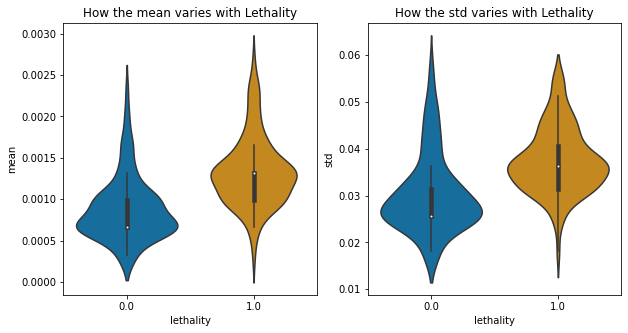 How the mean varies with Lethality
mean
0.0030
0.0025
0.0020
0.0015
0.0010
0.0005
0.0000
0.0
1.0
lethality
How the std varies with Lethality
std
0.06
0.05
0.04
0.03
0.02
0.01
0.0
1.0
lethality